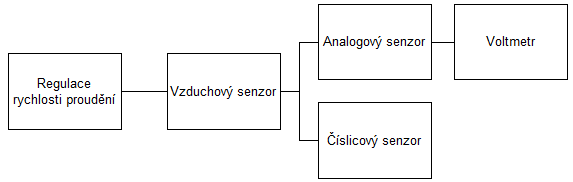 Regulace
rychlosti proudění
Vzduchový senzor
Analogový senzor
Voltmetr
Číslicový senzor